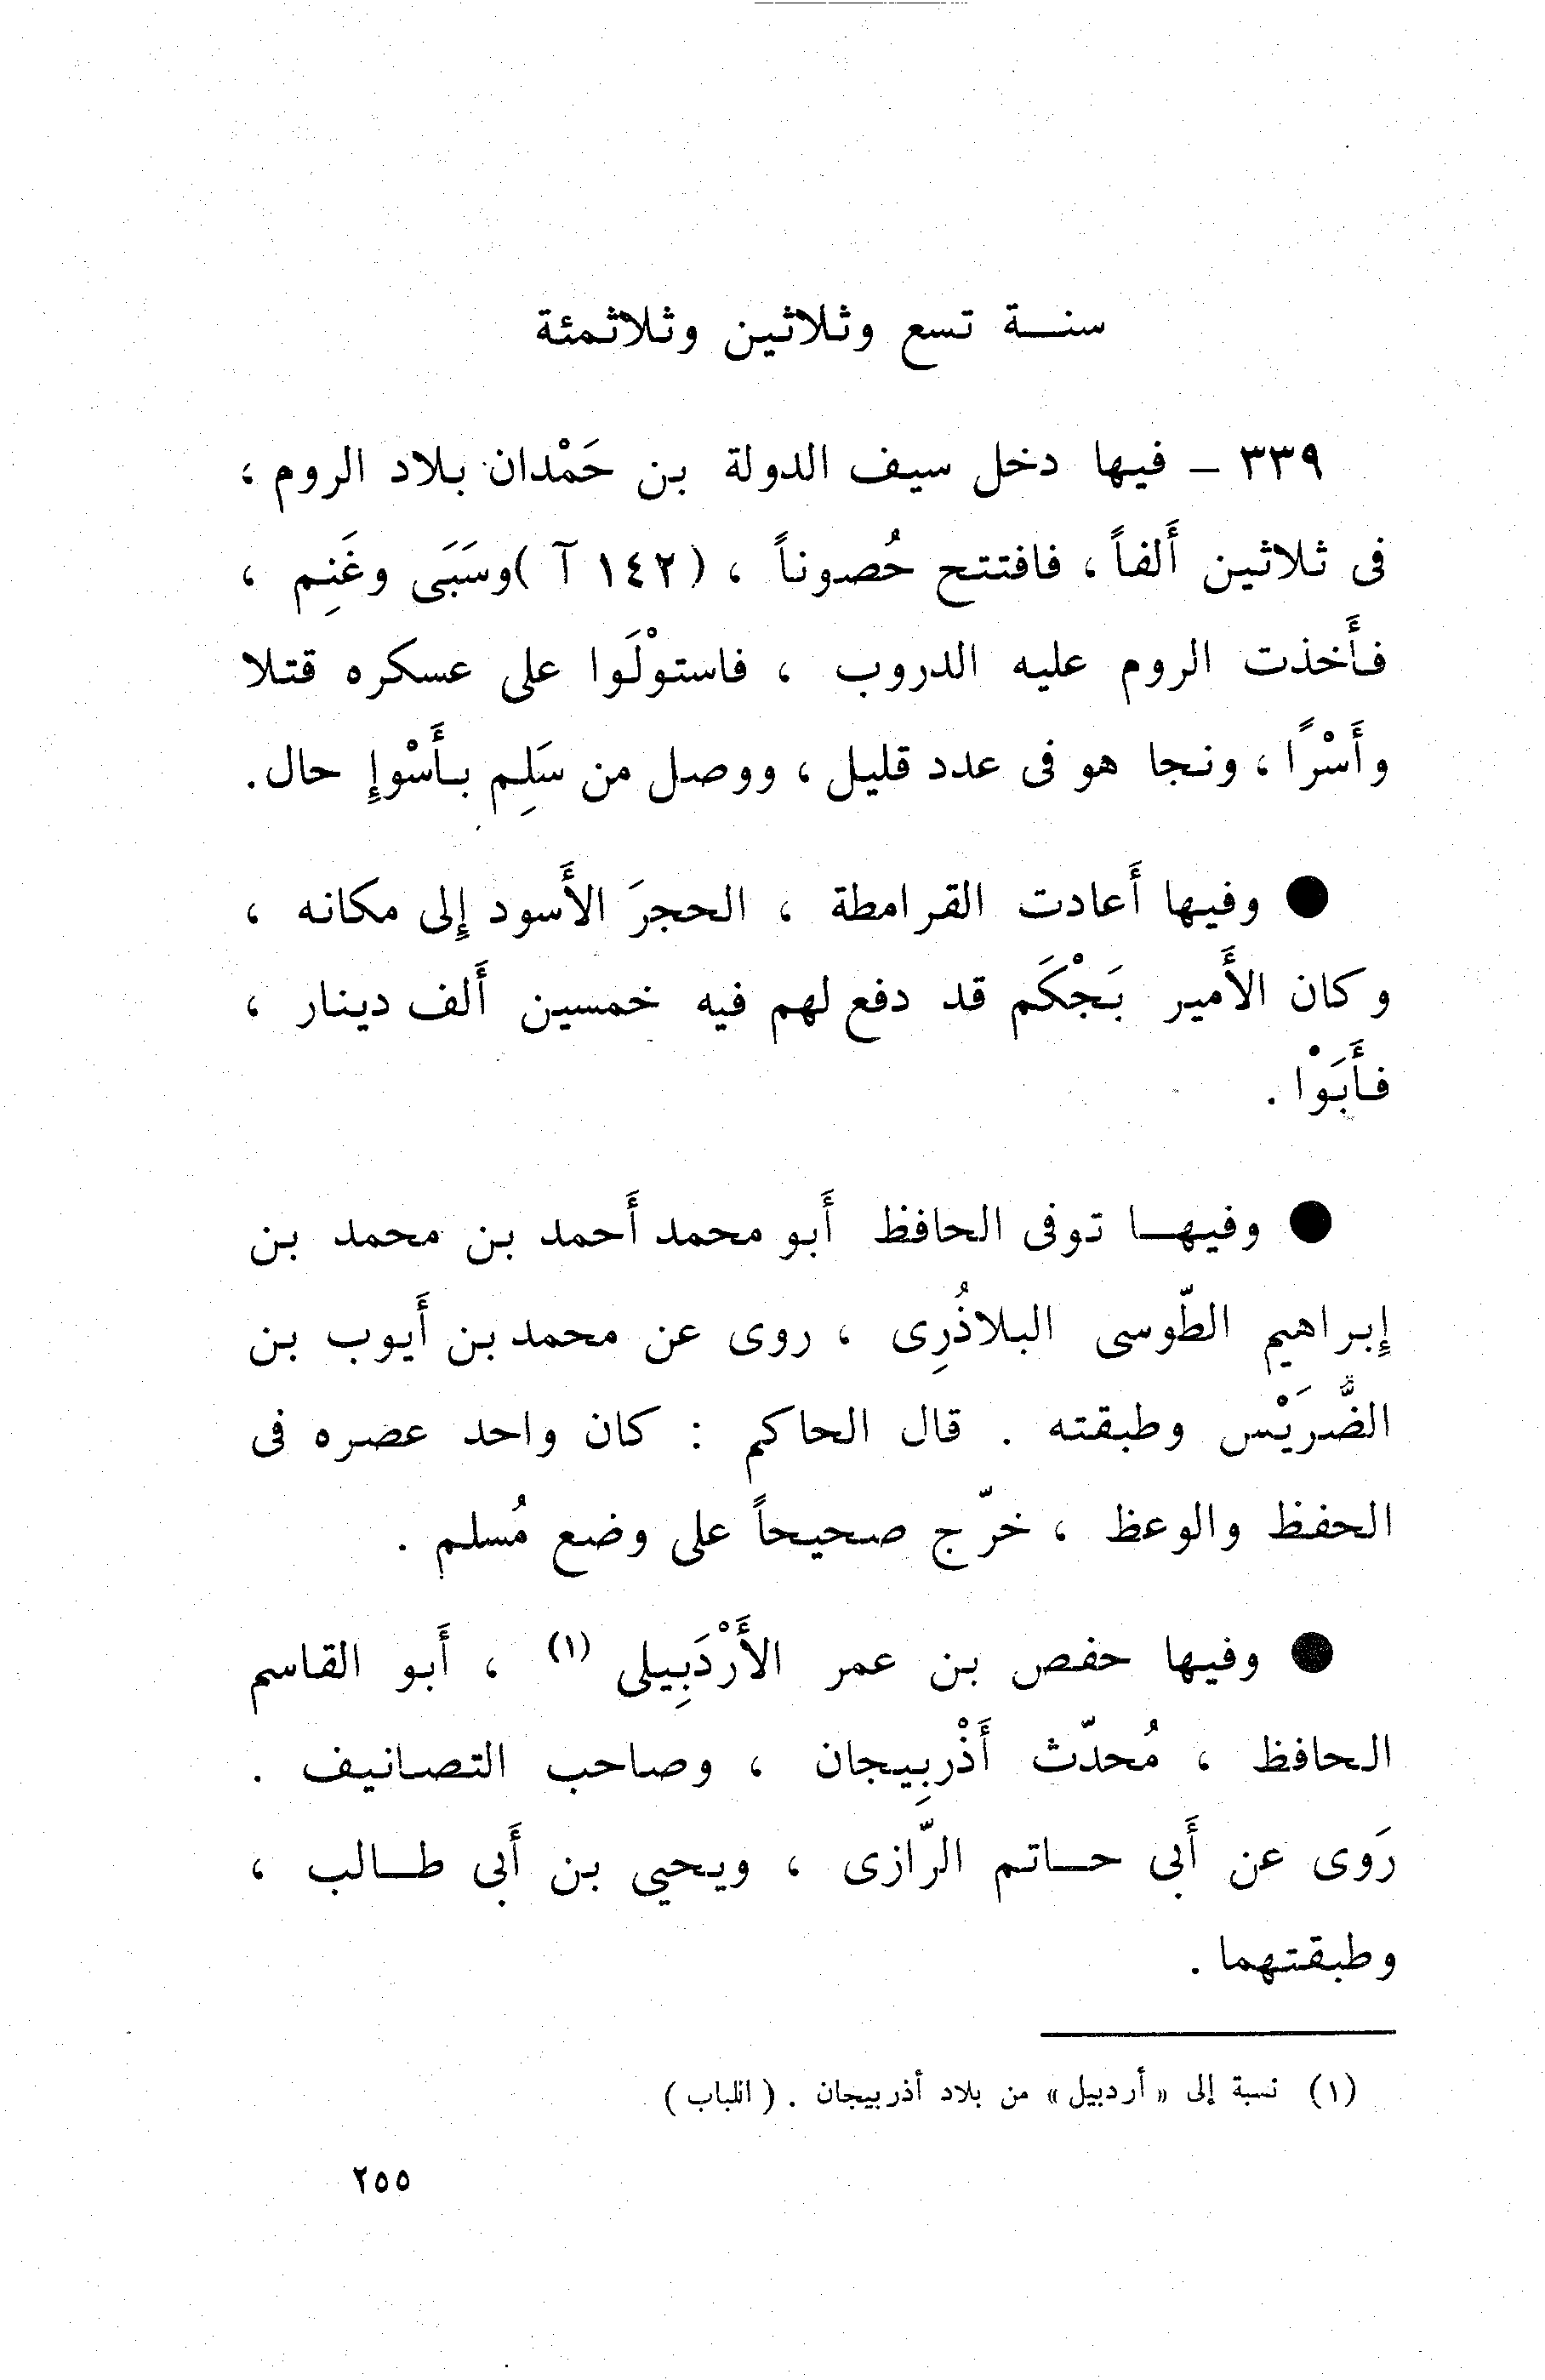 سنة تسع وثلاثين وثلاثمئة
٣٣٩ - فيها دخل سيف الدولة بن حَمْدان بلاد الروم ،
فى ثلاثين أَلفاً ، فافتتح حُصوناً ، ( ١٤٢ آ )وسَبَى وغَنِم ،
فأَخذت الروم عليه الدروب ، فاستوْلَوا على عسكره قتلا
وأَسْرًا ، ونجا هو فى عدد قليل ، ووصل من سَلِم بأَسْوإِ حال .
● وفيها أَعادت القرامطة ، الحجرَ الأَسود إِلى مكانه ،
وكان الأَمير بَجْكَم قد دفع لهم فيه خمسين أَلف دينار ،
فأَبَوْا .
● وفيها توفى الحافظ أَبو محمد أَحمد بن محمد بن
إِبراهيم الطّوسى البلاذُرِى ، روى عن محمد بن أَيوب بن
الضُّرَيْس وطبقته . قال الحاكم : كان واحد عصره فى
الحفظ والوعظ ، خرّج صحيحاً على وضع مُسلم .
● وفيها حفص بن عمر الأَرْدَبِيلى (١) ، أَبو القاسم
الحافظ ، مُحدّث أَذْربِيجان ، وصاحب التصانيف .
رَوى عن أَبى حاتم الرّازى ، ويحيى بن أَبى طالب ،
وطبقتهما .
(١) نسبة إلى « أردبيل » من بلاد أذربيجان . ( اللباب )
٢٥٥